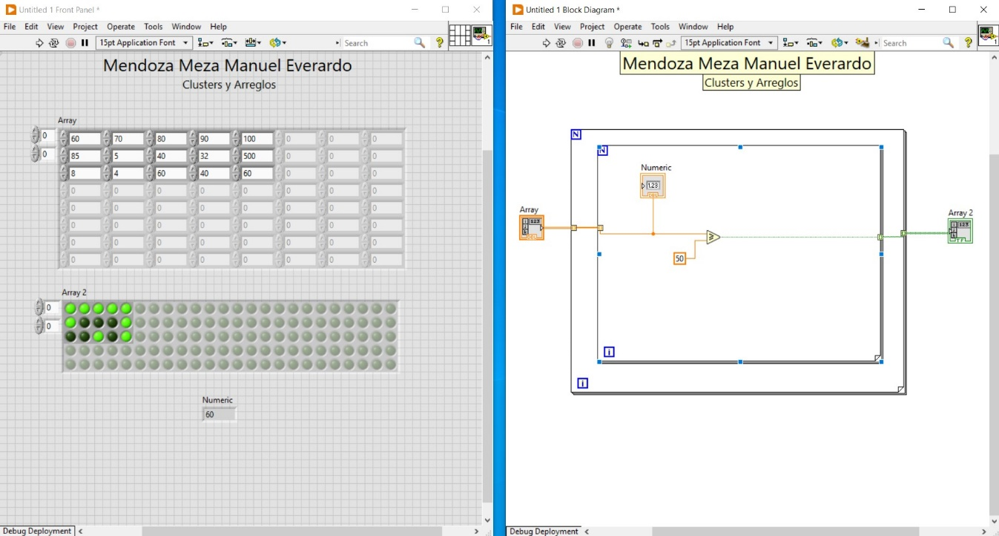 Untitled 1 Front Panel *
File Edit View Project Operate Tools Window Help
15pt Application Font Search
Mendoza Meza Manuel Everardo
Clusters y Arreglos
Array
0 60 70 80 90 100 0 0 0
0 85 5 40 32 500 0 0 0
8 4 60 40 60 0 0 0
0 0 0 0 0 0 0 0
0 0 0 0 0 0 0 0
0 0 0 0 0 0 0 0
0 0 0 0 0 0 0 0
0 0 0 0 0 0 0 0
Array 2
0
0
Numeric
60
Debug Deployment
Untitled 1 Block Diagram *
File Edit View Project Operate Tools Window Help
15pt Application Font Search
Mendoza Meza Manuel Everardo
Clusters y Arreglos
N
N
Numeric
1.23
DBL
Array
123
DBL
50
Array 2
123
TF
i
i
Debug Deployment